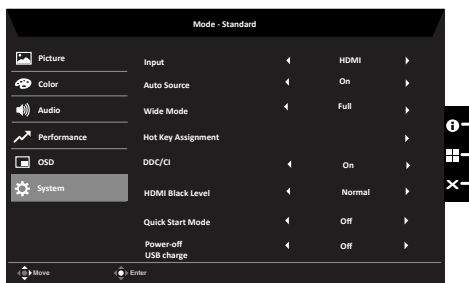 Mode - Standard
Picture
Color
Audio
Performance
OSD
System
Input HDMI
Auto Source On
Wide Mode Full
Hot Key Assignment
DDC/CI On
HDMI Black Level Normal
Quick Start Mode Off
Power-off
USB charge Off
Move Enter